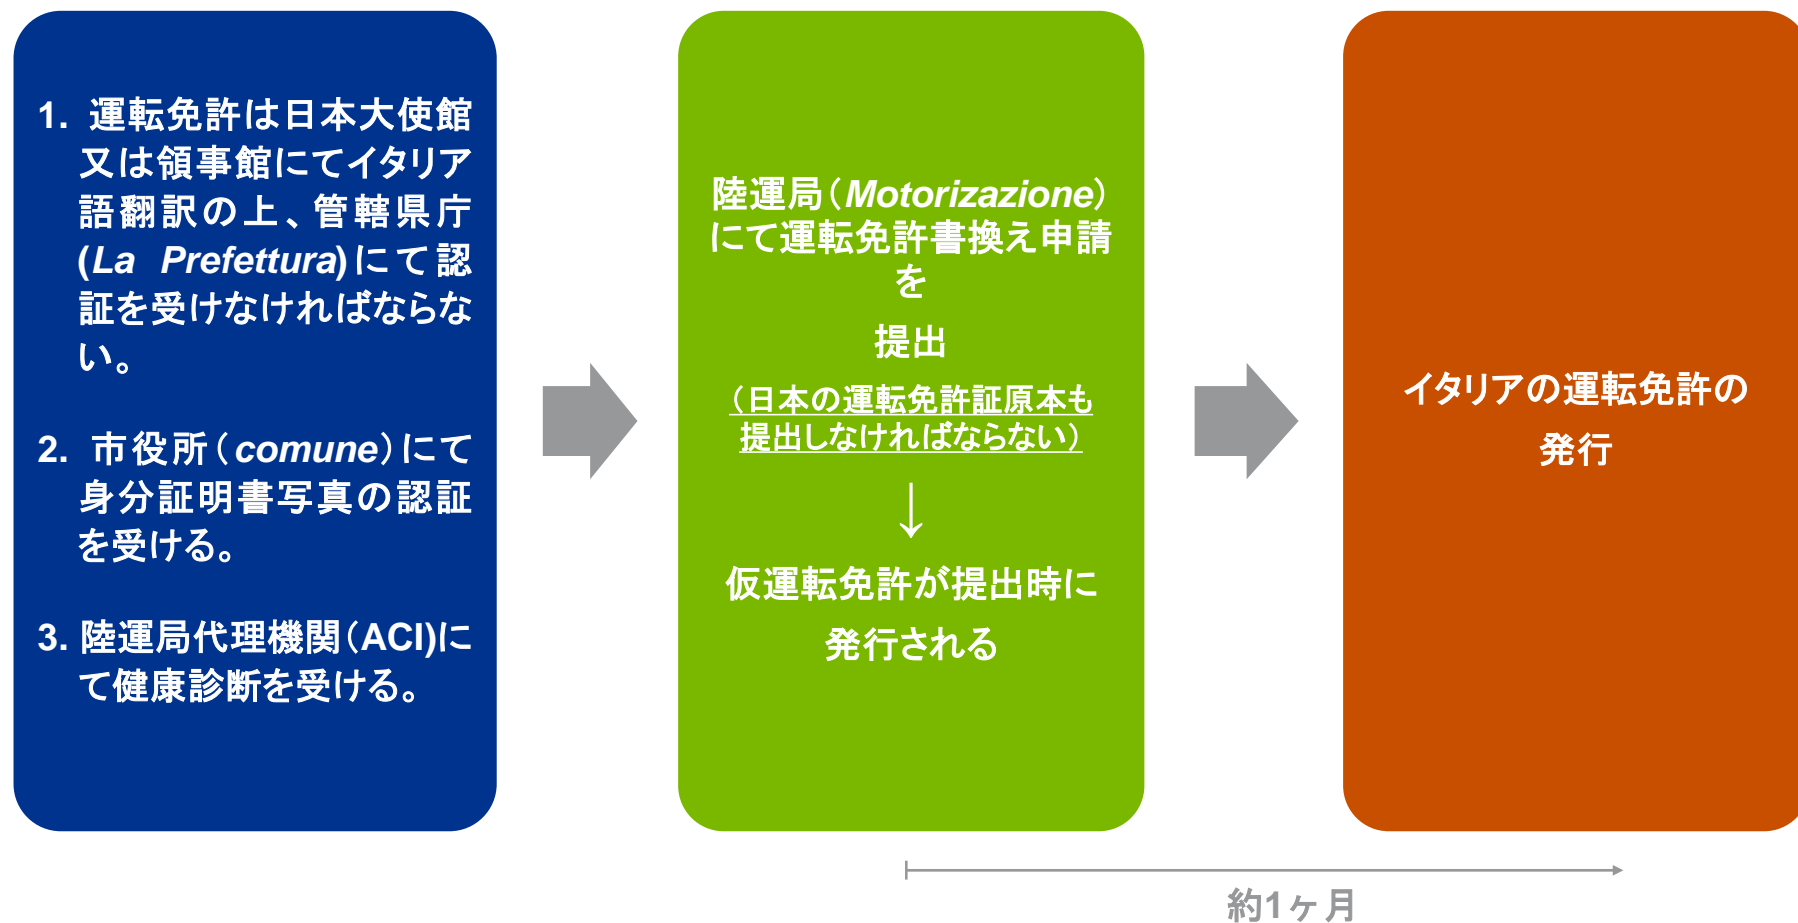 1. 運転免許は日本大使館
又は領事館にてイタリア
語翻訳の上、管轄県庁
(La Prefettura)にて認
証を受けなければならな
い。
2. 市役所（comune）にて
身分証明書写真の認証
を受ける。
3. 陸運局代理機関（ACI)に
て健康診断を受ける。
陸運局（Motorizazione）
にて運転免許書換え申請
を
提出
（日本の運転免許証原本も
提出しなければならない）
↓
仮運転免許が提出時に
発行される
イタリアの運転免許の
発行
約1ヶ月